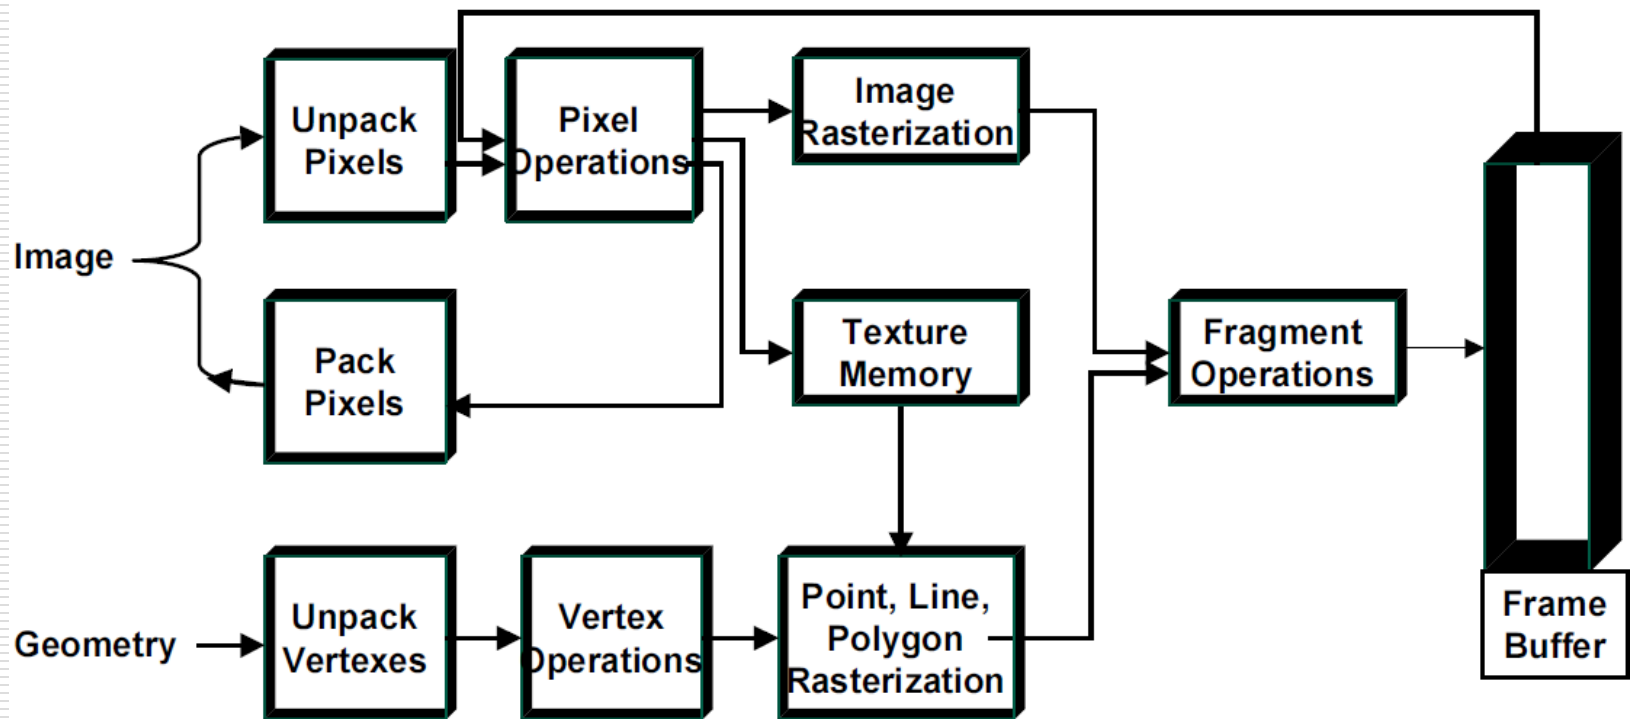 Unpack
Pixels
Pixel
Operations
Image
Rasterization
Image
Pack
Pixels
Texture
Memory
Fragment
Operations
Geometry
Unpack
Vertexes
Vertex
Operations
Point, Line,
Polygon
Rasterization
Frame
Buffer